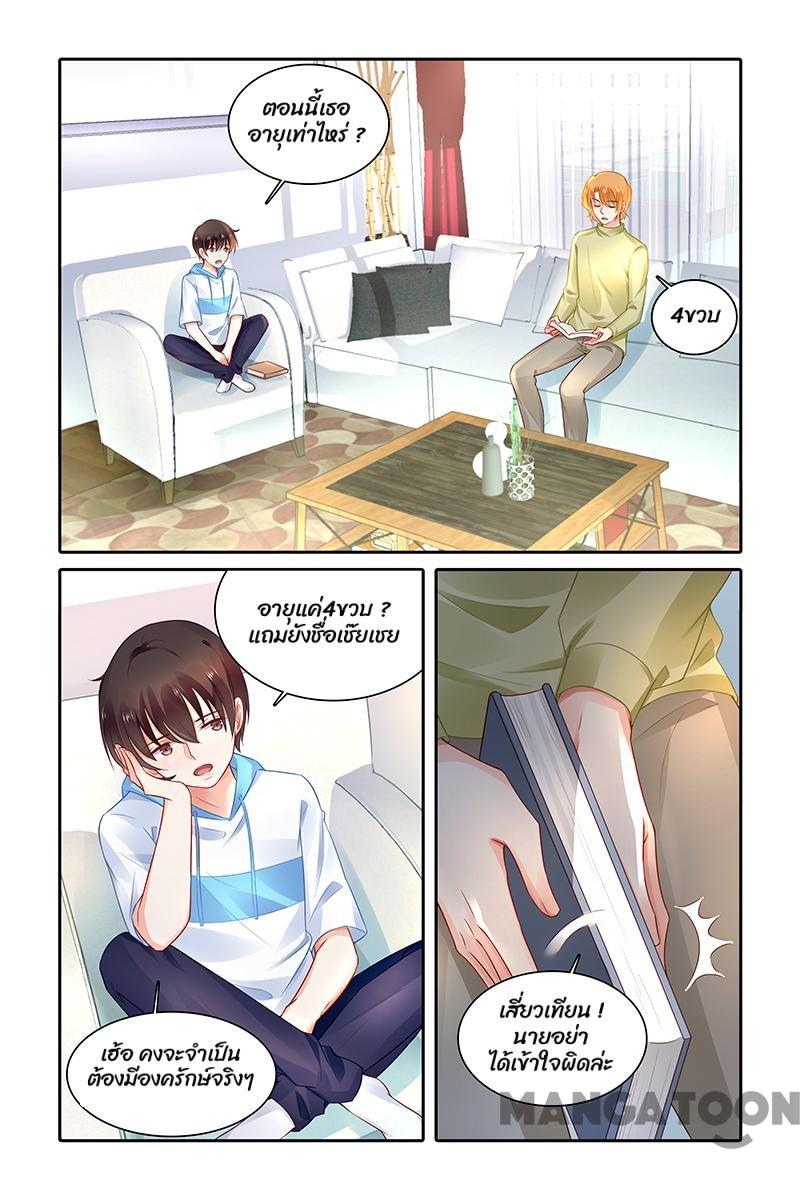 ตอนนี้เธอ
อายุเท่าไหร่ ?
4ขวบ
อายุแค่4ขวบ ?
แถมยังชื่อเชี๊ยเชย
เฮ้อ คงจะจำเป็น
ต้องมีองครักษ์จริงๆ
เสี่ยวเทียน !
นายอย่า
ได้เข้าใจผิดล่ะ
MANGATOON